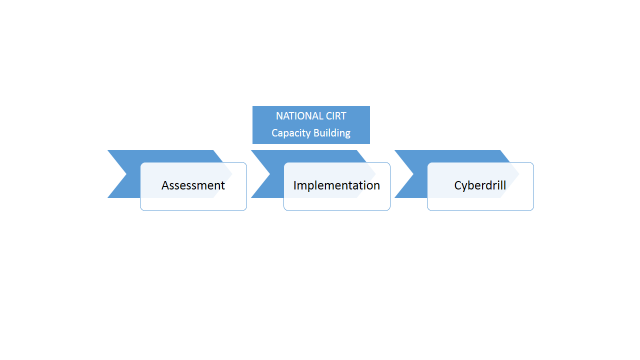 NATIONAL CIRT
Capacity Building
Assessment
Implementation
Cyberdrill